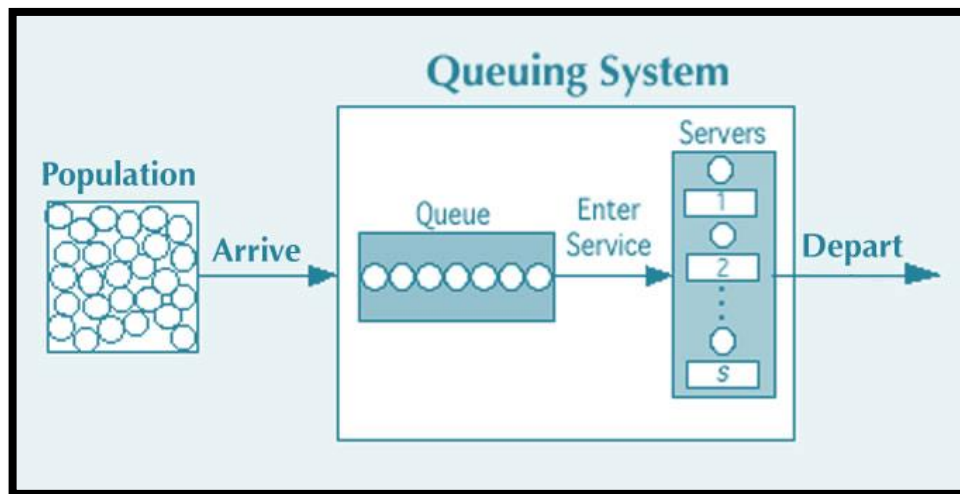 Queuing System
Population
Arrive
Queue
Enter
Service
Servers
1
2
S
Depart